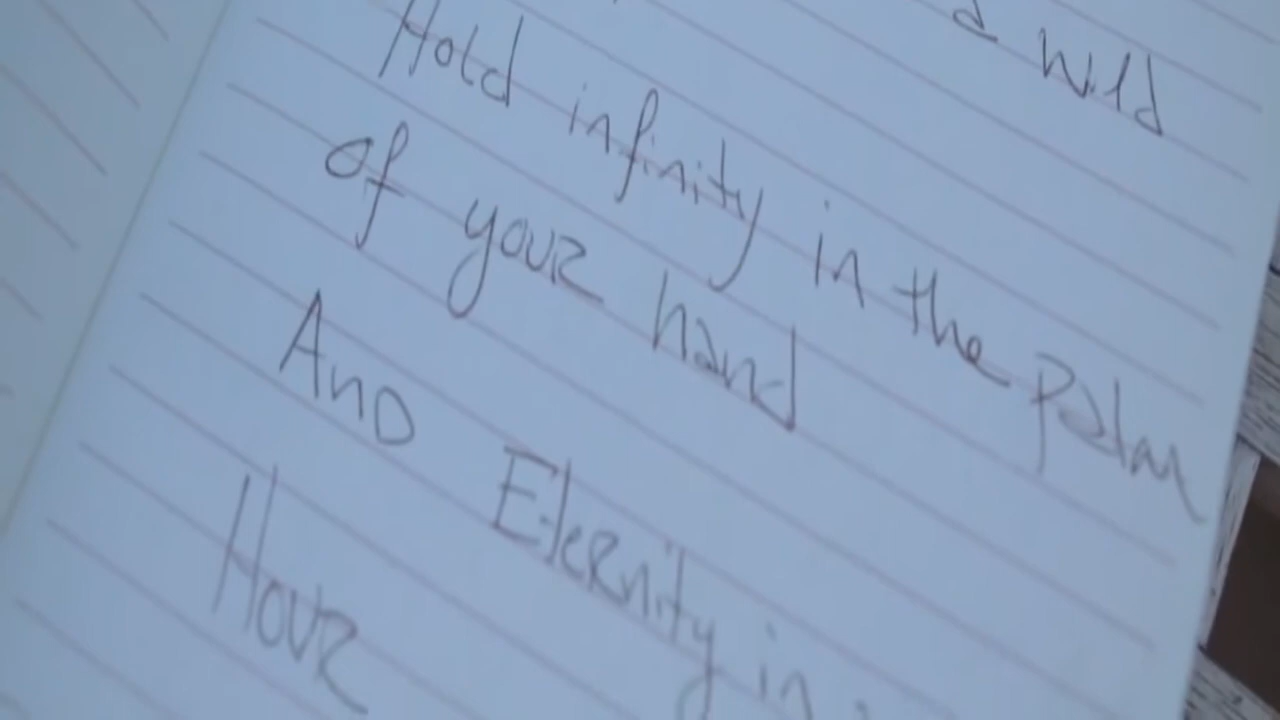 a Wild
Hold infinity in the Palm
of your hand
And Eternity in
Hour